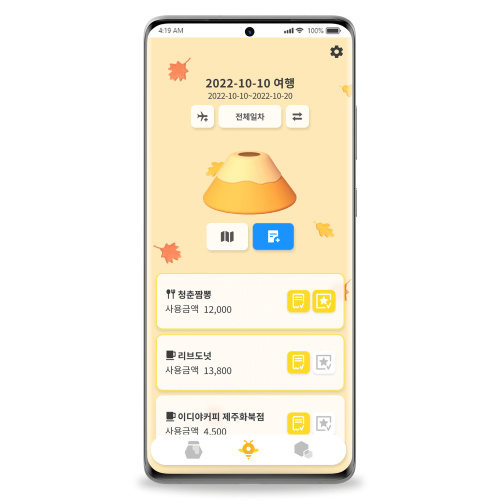 4:19 AM 100%
2022-10-10 여행
2022-10-10~2022-10-20
전체일차
청춘짬뽕
사용금액 12,000
리브도넛
사용금액 13,800
이디야커피 제주화북점
사용금액 4,500